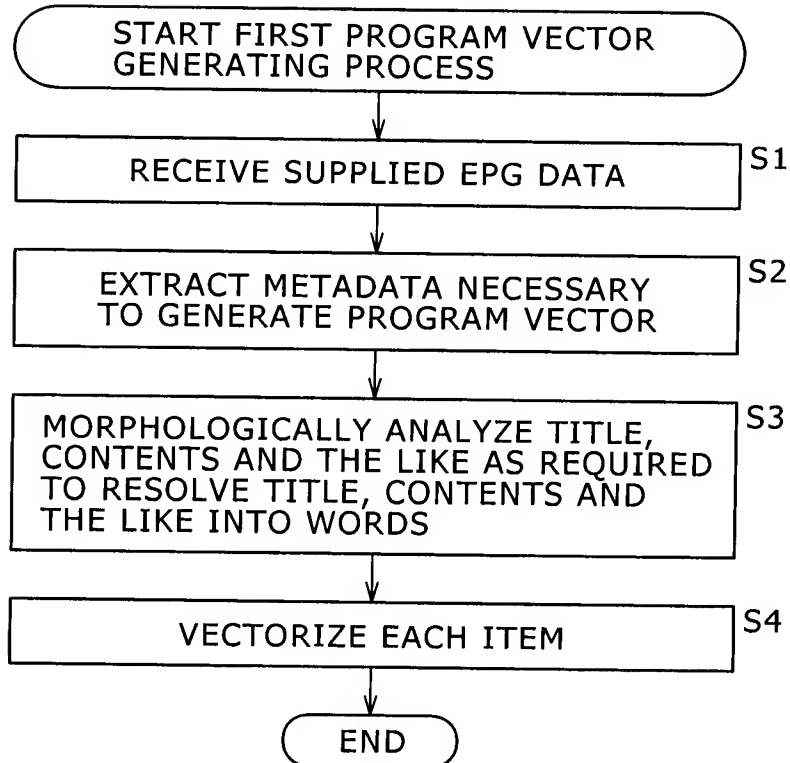 START FIRST PROGRAM VECTOR
GENERATING PROCESS
RECEIVE SUPPLIED EPG DATA
S1
EXTRACT METADATA NECESSARY
TO GENERATE PROGRAM VECTOR
S2
MORPHOLOGICALLY ANALYZE TITLE,
CONTENTS AND THE LIKE AS REQUIRED
TO RESOLVE TITLE, CONTENTS AND
THE LIKE INTO WORDS
S3
VECTORIZE EACH ITEM
S4
END